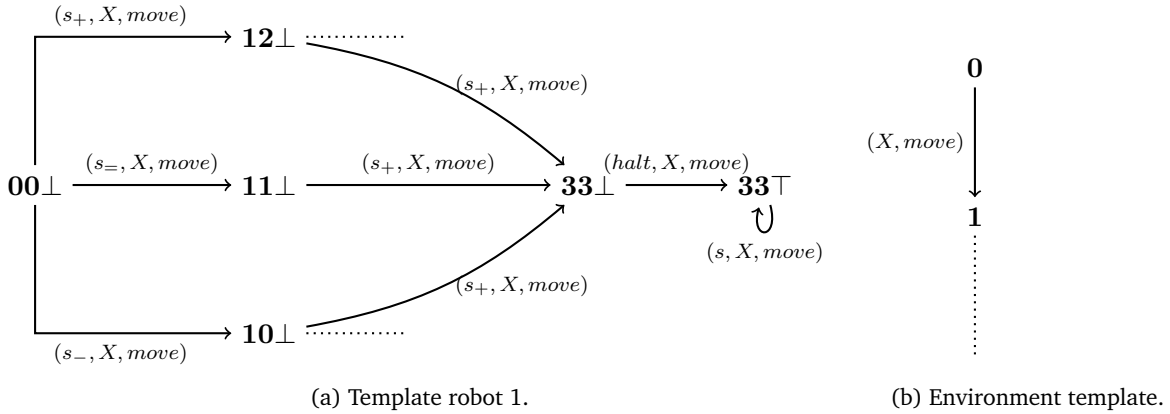 (s₊, X, move)
12⊥
0
(s₊, X, move)
(X, move)
(s₌, X, move)
(s₊, X, move)
(halt, X, move)
00⊥
11⊥
33⊥
33⊤
1
(s, X, move)
(s₊, X, move)
10⊥
(s₋, X, move)
(a) Template robot 1.
(b) Environment template.